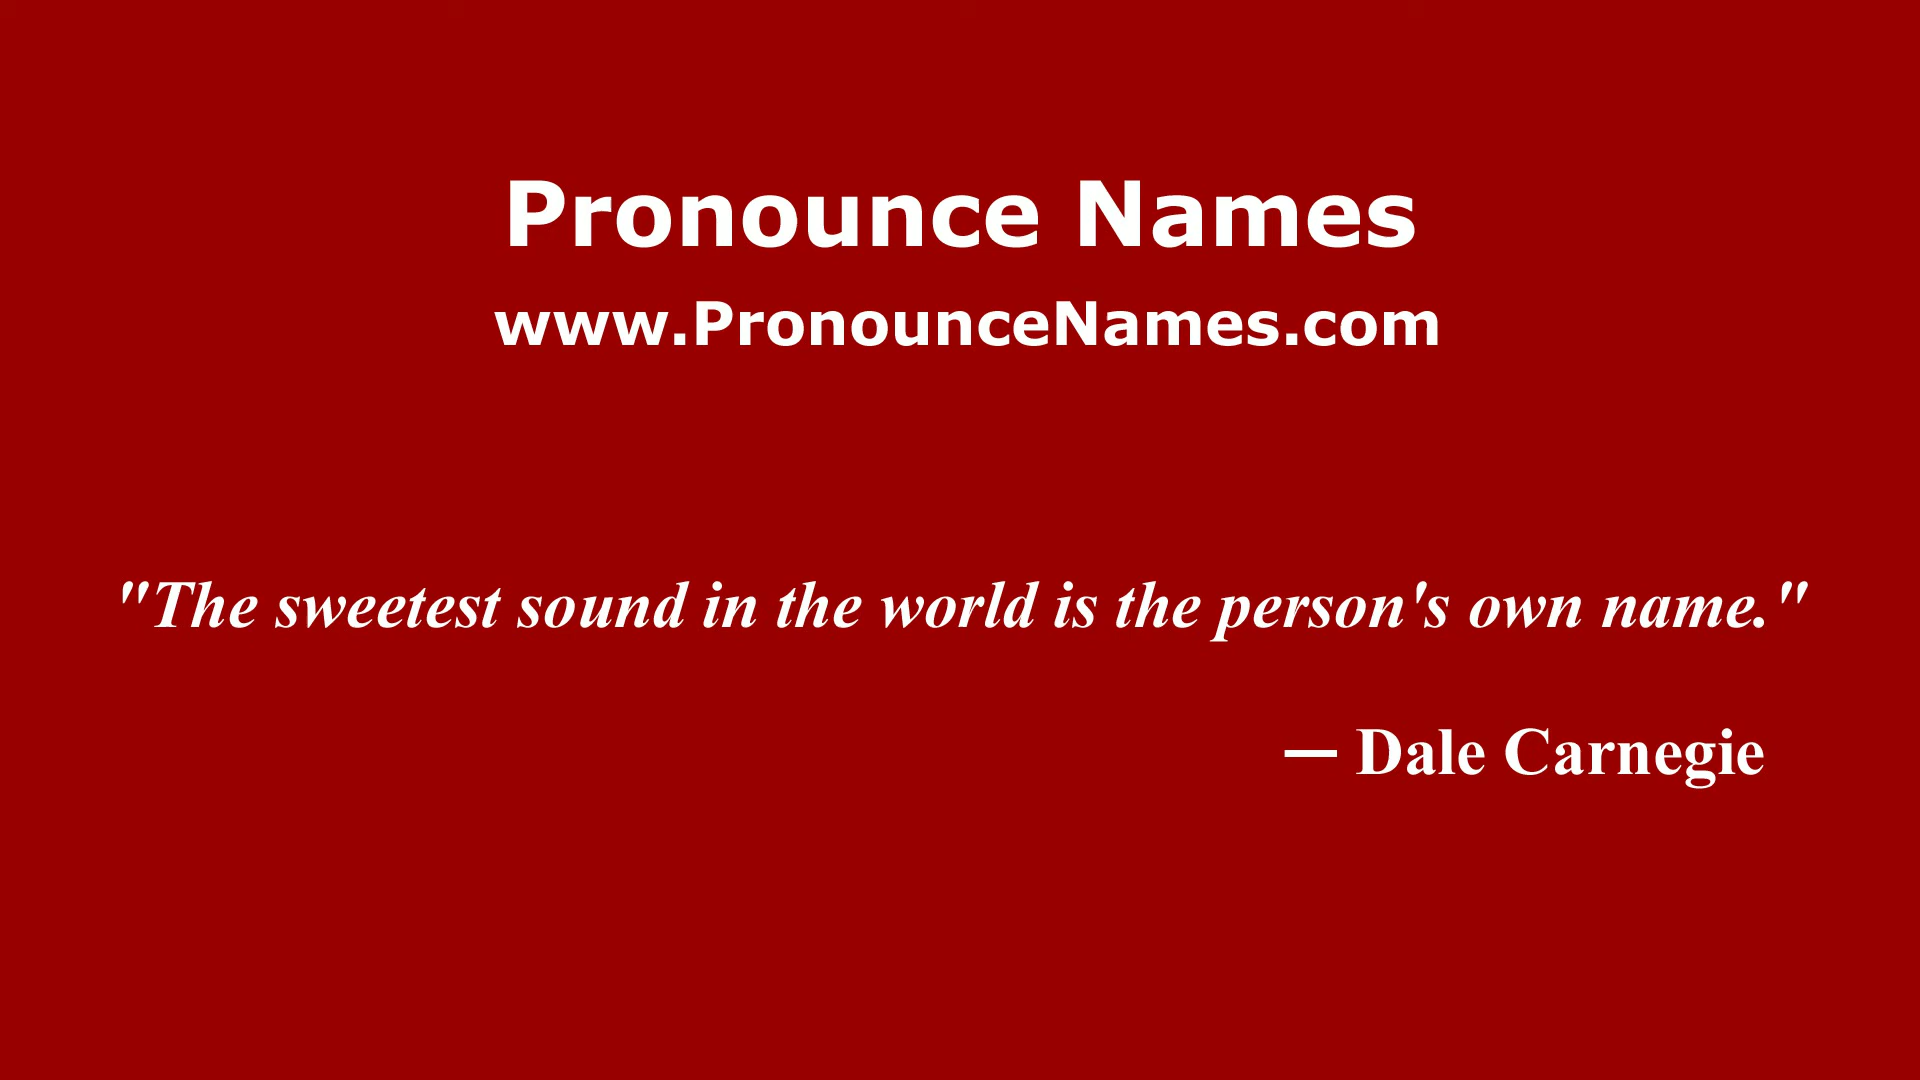 Pronounce Names
www.PronounceNames.com
"The sweetest sound in the world is the person's own name."
— Dale Carnegie